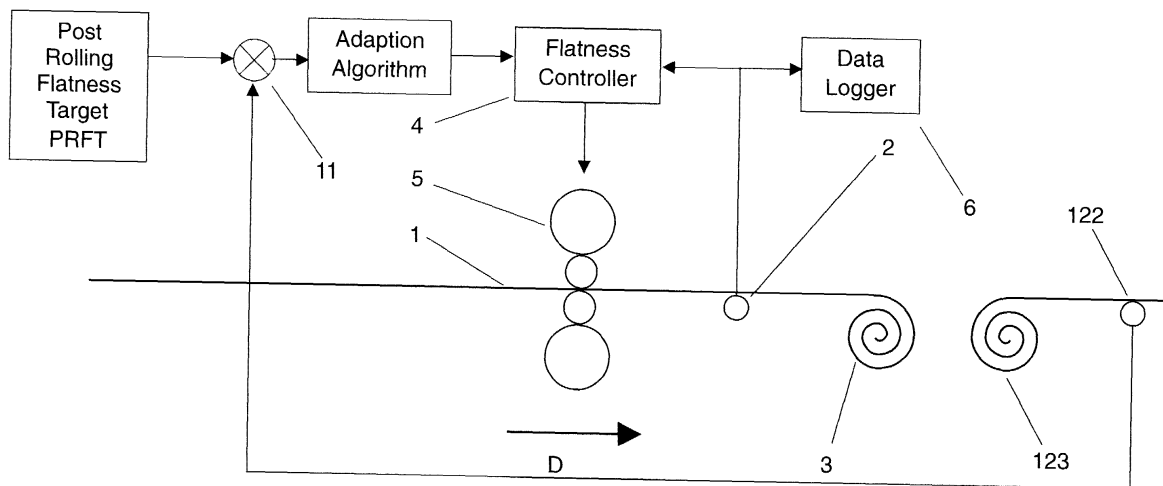 Post
Rolling
Flatness
Target
PRFT
Adaption
Algorithm
Flatness
Controller
Data
Logger
4
11
2
5
6
1
122
D
3
123